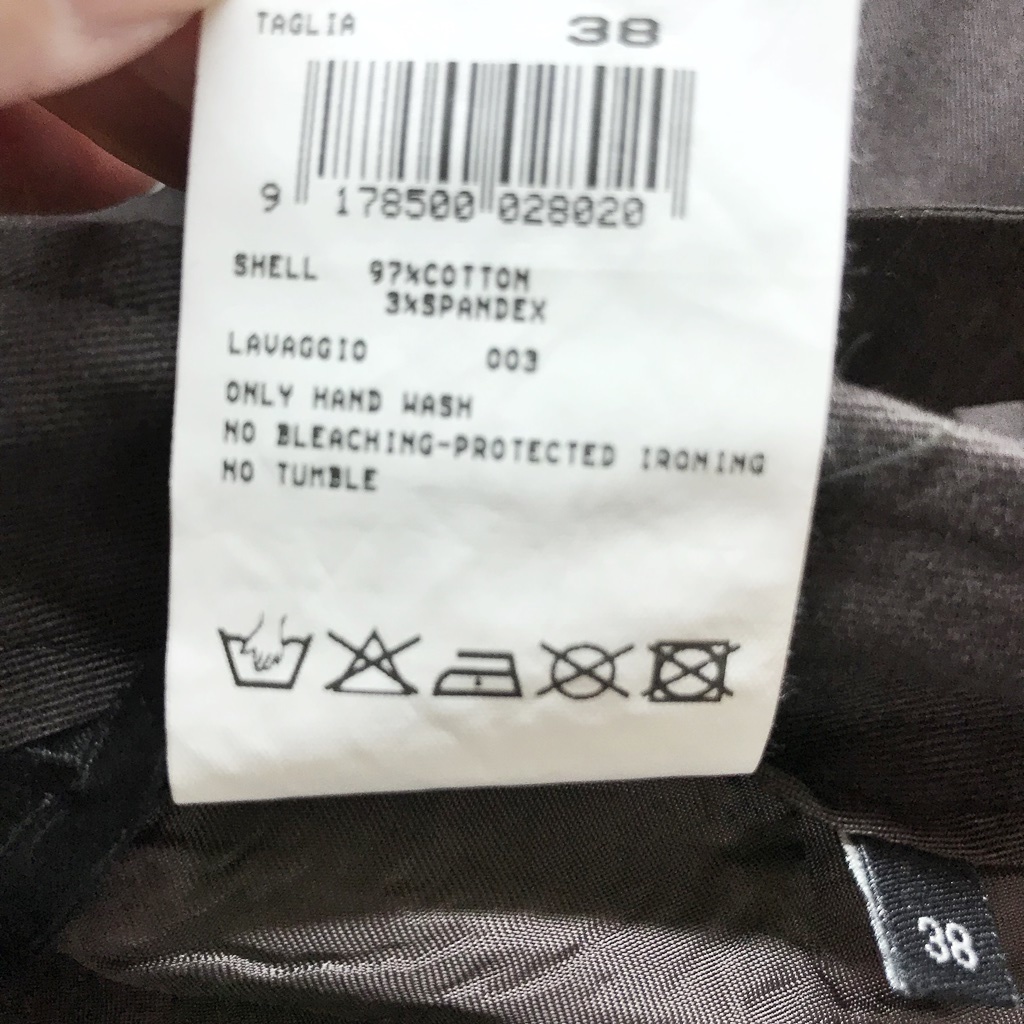 TAGLIA 38
9 178500 028020
SHELL 97%COTTON
3%SPANDEX
LAVAGGIO 003
ONLY HAND WASH
NO BLEACHING-PROTECTED IRONING
NO TUMBLE
38